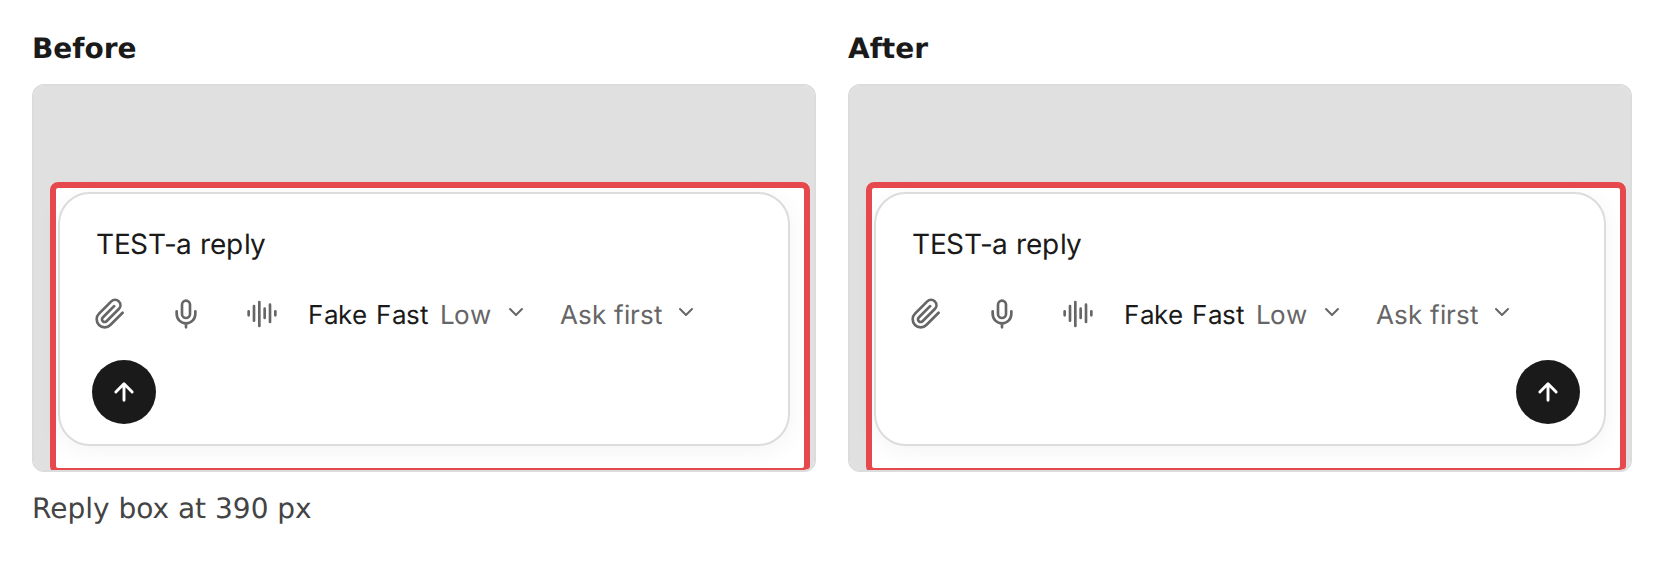 Before
TEST-a reply
Fake Fast Low Ask first
Reply box at 390 px
After
TEST-a reply
Fake Fast Low Ask first